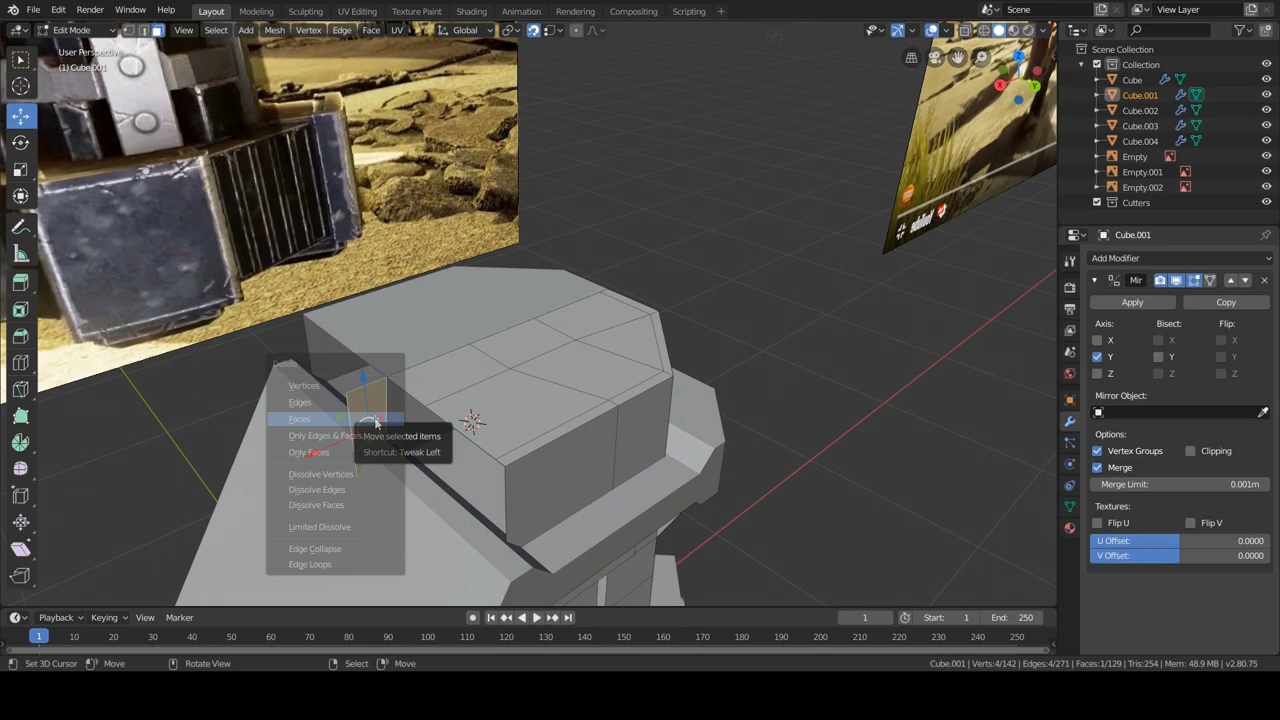 File Edit Render Window Help Layout Modeling Sculpting UV Editing Texture Paint Shading Animation Rendering Compositing Scripting + Scene View Layer
Edit Mode View Select Add Mesh Vertex Edge Face UV Global
User Perspective
(1) Cube.001
Z
Y
X
Scene Collection
Collection
Cube
Cube.001
Cube.002
Cube.003
Cube.004
Empty
Empty.001
Empty.002
Cutters
Cube.001
Add Modifier
Mir
Apply Copy
Axis: Bisect: Flip:
X X X
Y Y Y
Z Z Z
Mirror Object:
Options:
Vertex Groups Clipping
Merge
Merge Limit: 0.001m
Textures:
Flip U Flip V
U Offset: 0.0000
V Offset: 0.0000
Delete
Vertices
Edges
Faces
Only Edges & Faces
Only Faces
Dissolve Vertices
Dissolve Edges
Dissolve Faces
Limited Dissolve
Edge Collapse
Edge Loops
Move selected items
Shortcut: Tweak Left
Playback Keying View Marker 1 Start: 1 End: 250
1 10 20 30 40 50 60 70 80 90 100 110 120 130 140 150 160 170 180 190 200 210 220 230 240 250
Set 3D Cursor Move Rotate View Select Move Cube.001 | Verts:4/142 | Edges:4/271 | Faces:1/129 | Tris:254 | Mem: 48.9 MB | v2.80.75